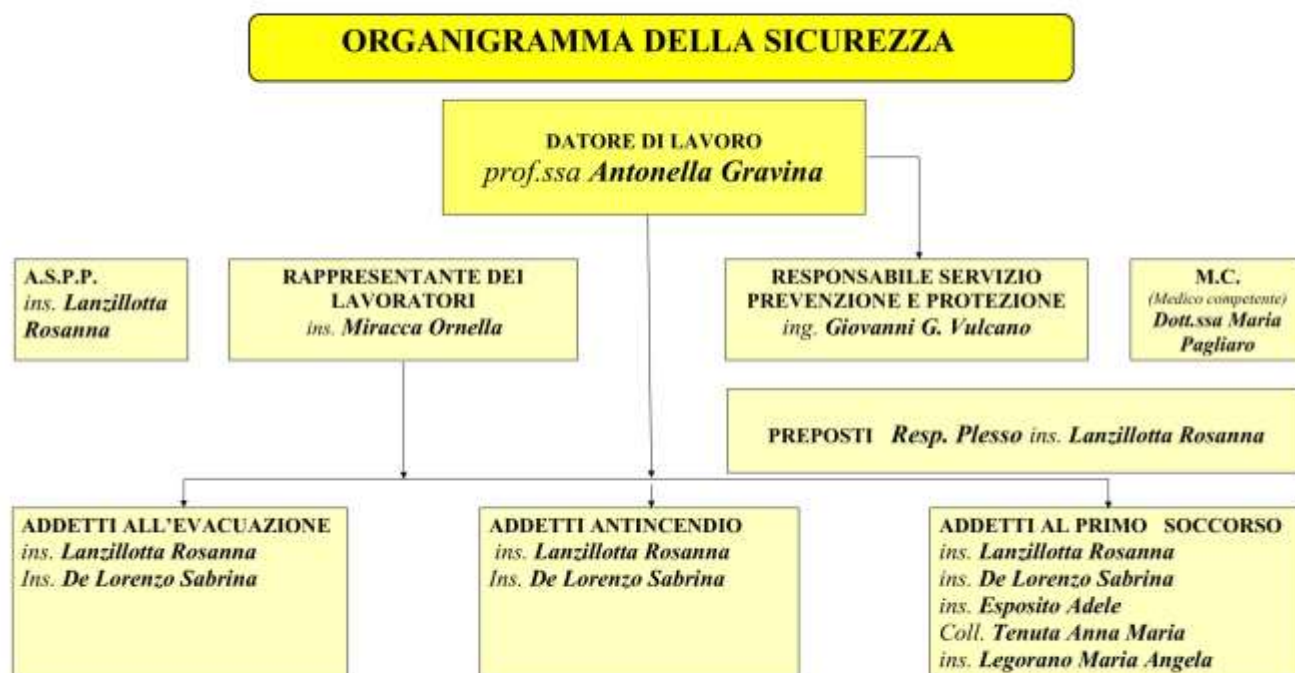 ORGANIGRAMMA DELLA SICUREZZA
DATORE DI LAVORO
prof.ssa Antonella Gravina
A.S.P.P.
ins. Lanzillotta
Rosanna
RAPPRESENTANTE DEI
LAVORATORI
ins. Miracca Ornella
RESPONSABILE SERVIZIO
PREVENZIONE E PROTEZIONE
ing. Giovanni G. Vulcano
M.C.
(Medico competente)
Dott.ssa Maria
Pagliaro
PREPOSTI Resp. Plesso ins. Lanzillotta Rosanna
ADDETTI ALL'EVACUAZIONE
ins. Lanzillotta Rosanna
Ins. De Lorenzo Sabrina
ADDETTI ANTINCENDIO
ins. Lanzillotta Rosanna
Ins. De Lorenzo Sabrina
ADDETTI AL PRIMO SOCCORSO
ins. Lanzillotta Rosanna
ins. De Lorenzo Sabrina
ins. Esposito Adele
Coll. Tenuta Anna Maria
ins. Legorano Maria Angela